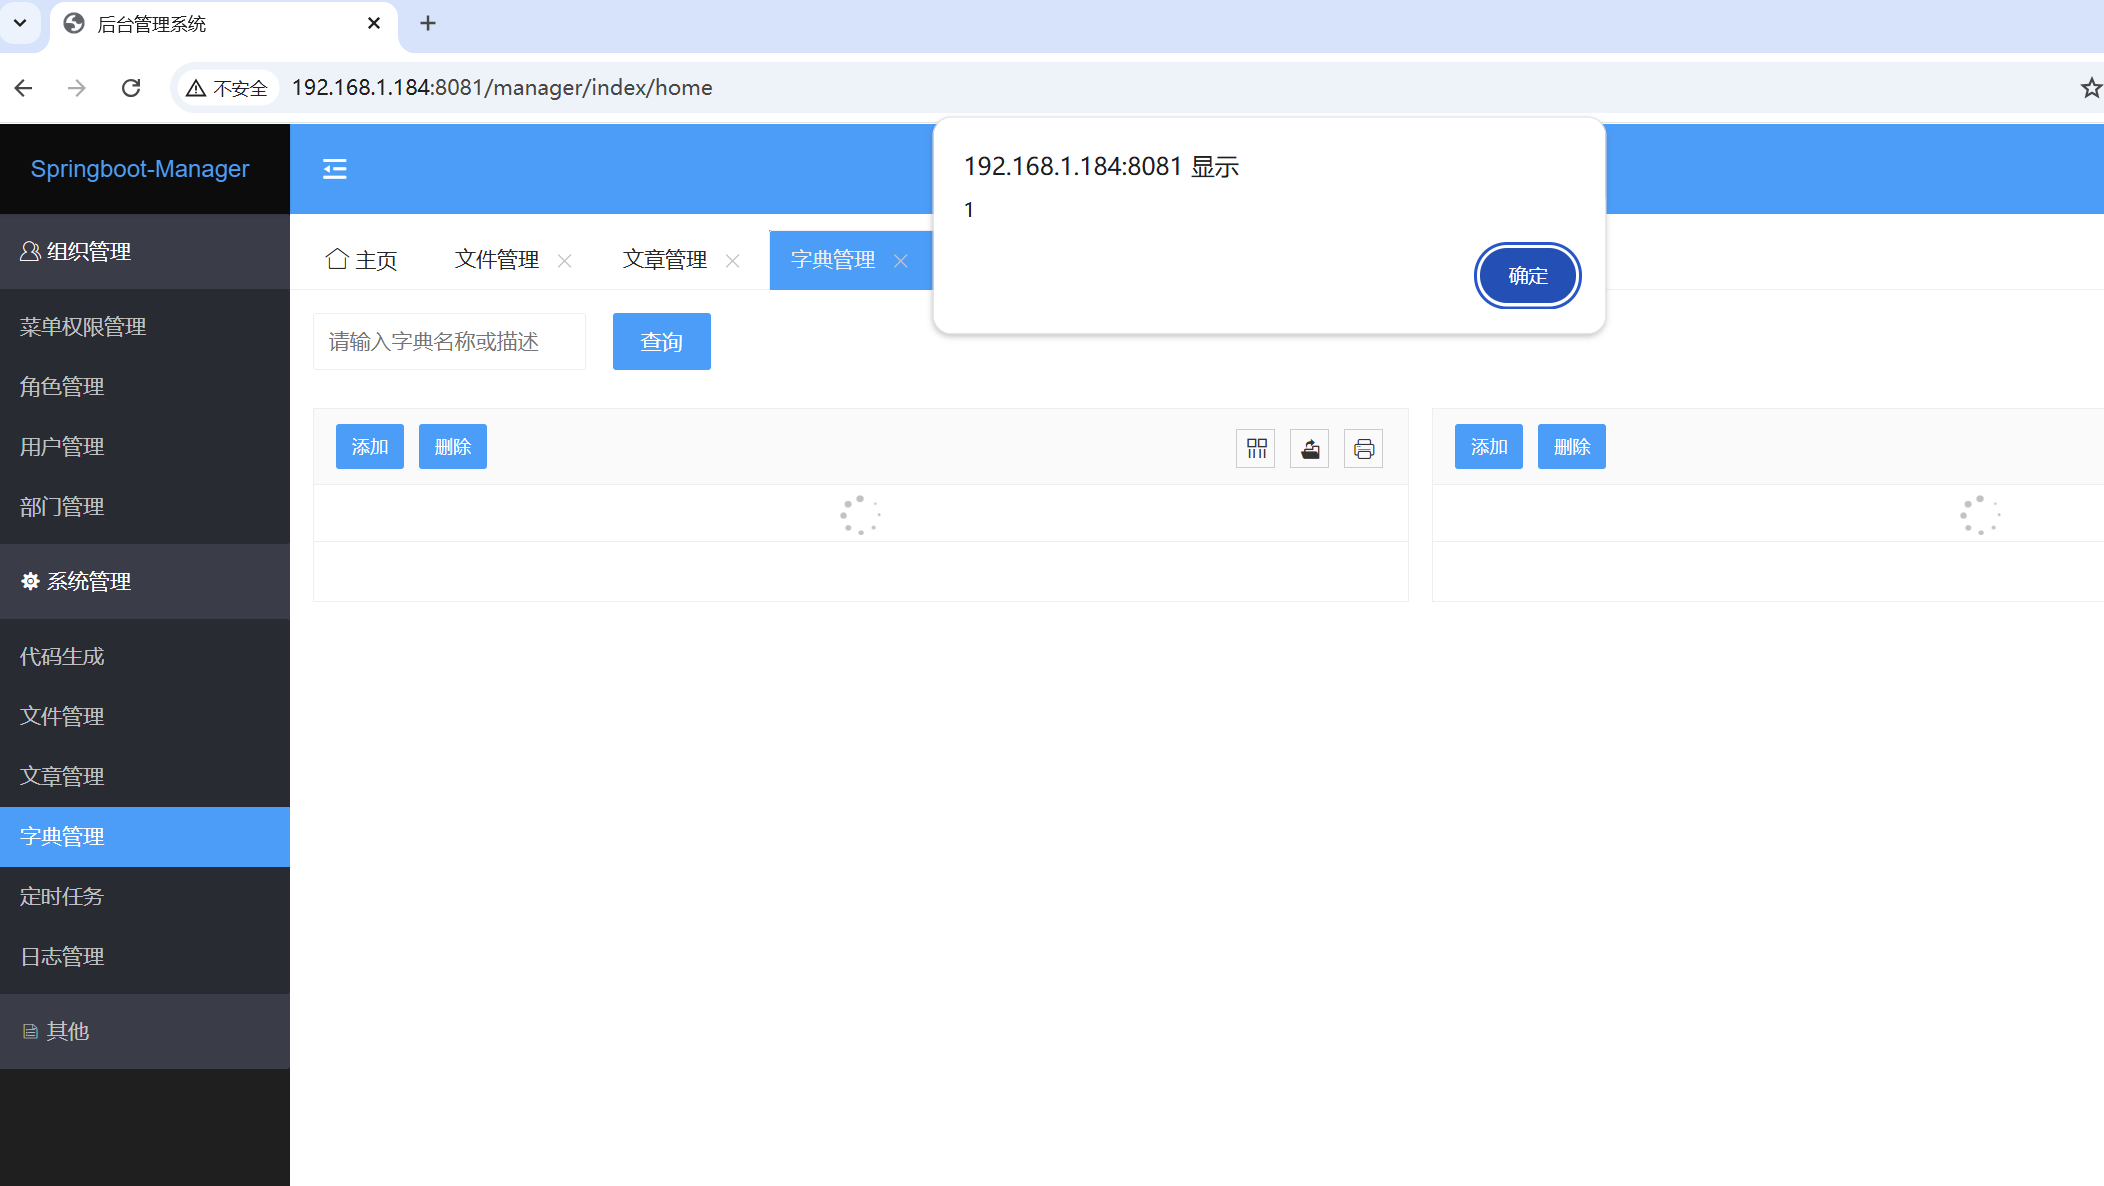 后台管理系统
不安全
192.168.1.184:8081/manager/index/home
Springboot-Manager
192.168.1.184:8081 显示
1
确定
组织管理
菜单权限管理
角色管理
用户管理
部门管理
系统管理
代码生成
文件管理
文章管理
字典管理
定时任务
日志管理
其他
主页 文件管理 文章管理 字典管理
请输入字典名称或描述 查询
添加 删除
添加 删除